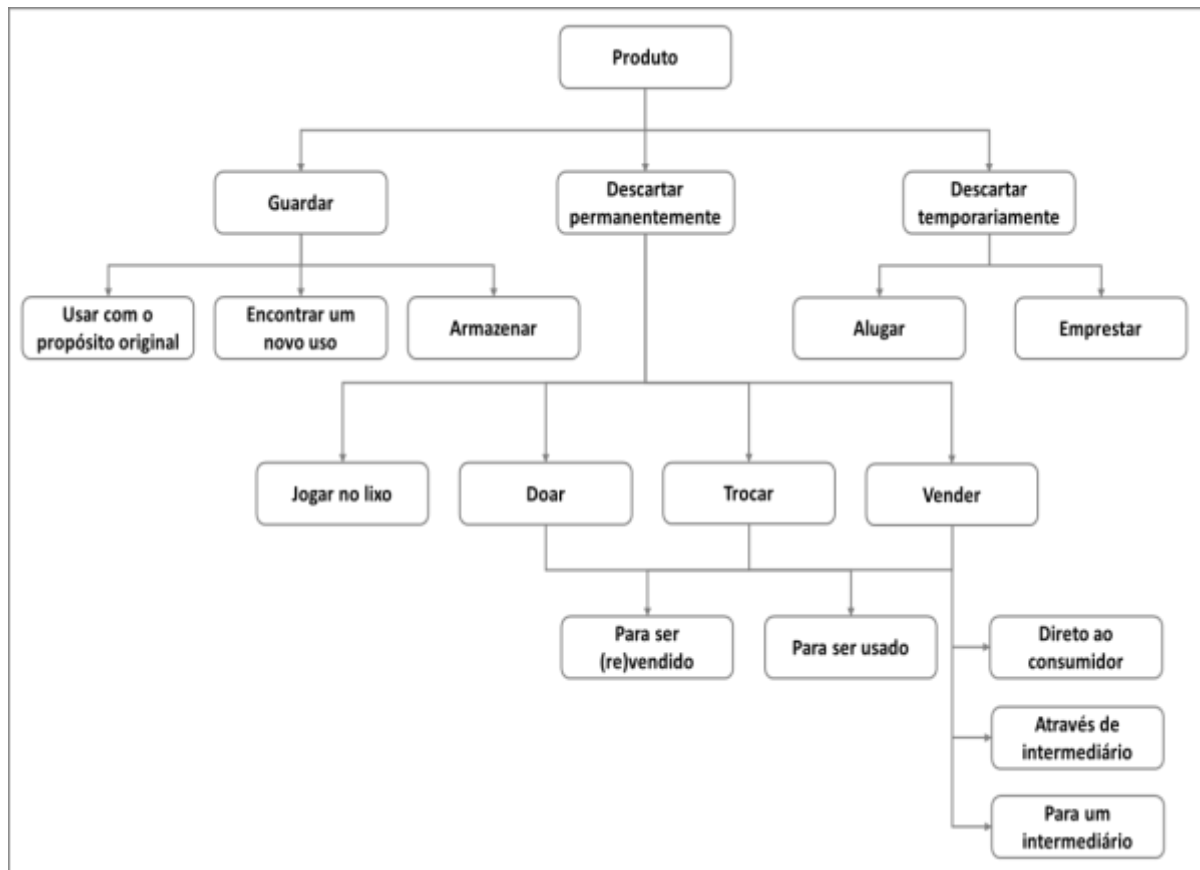 Produto
Guardar
Descartar
permanentemente
Descartar
temporariamente
Usar com o
propósito original
Encontrar um
novo uso
Armazenar
Alugar
Emprestar
Jogar no lixo
Doar
Trocar
Vender
Para ser
(re)vendido
Para ser usado
Direto ao
consumidor
Através de
intermediário
Para um
intermediário